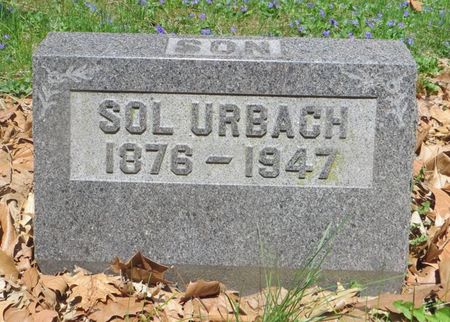 SON
SOL URBACH
1876 – 1947